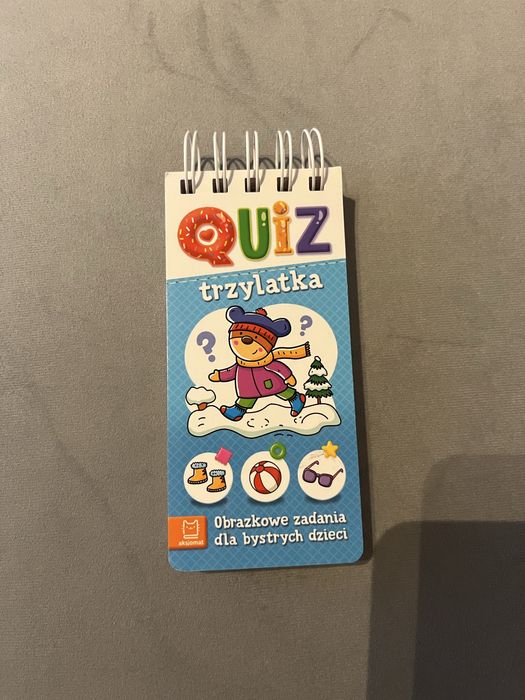 QUiZ
trzylatka
? ?
Obrazkowe zadania
dla bystrych dzieci
aksjomat